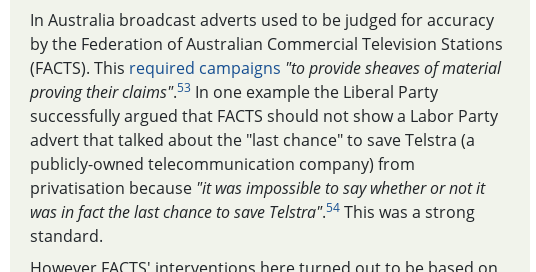 In Australia broadcast adverts used to be judged for accuracy
by the Federation of Australian Commercial Television Stations
(FACTS). This required campaigns "to provide sheaves of material
proving their claims".53 In one example the Liberal Party
successfully argued that FACTS should not show a Labor Party
advert that talked about the "last chance" to save Telstra (a
publicly-owned telecommunication company) from
privatisation because "it was impossible to say whether or not it
was in fact the last chance to save Telstra".54 This was a strong
standard.
However FACTS' interventions here turned out to be based on